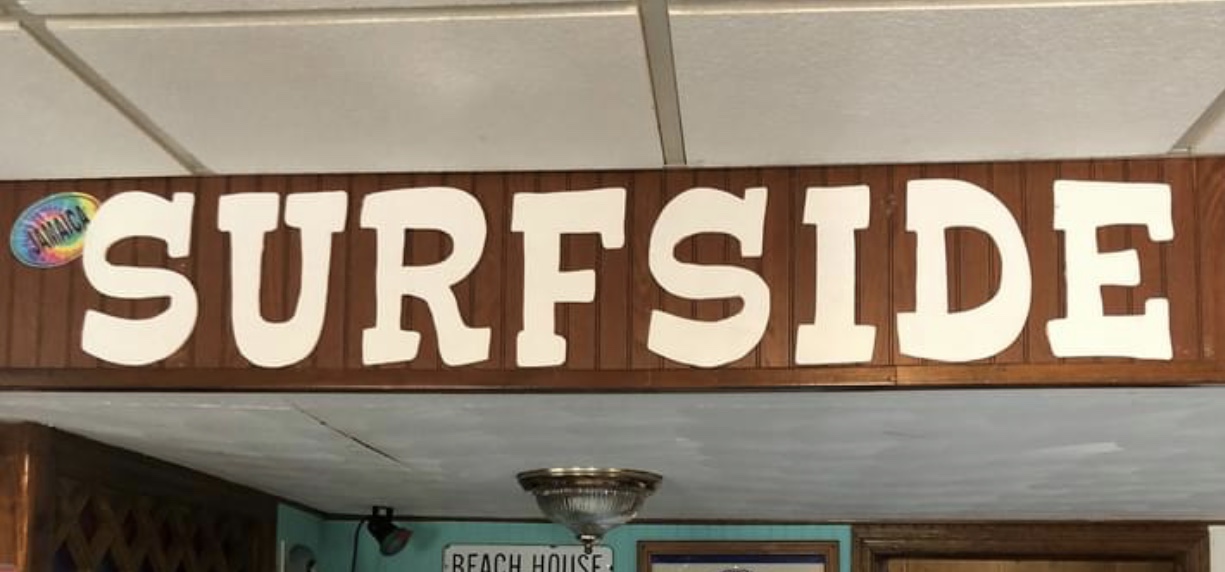 JAMAICA
SURFSIDE
BEACH HOUSE